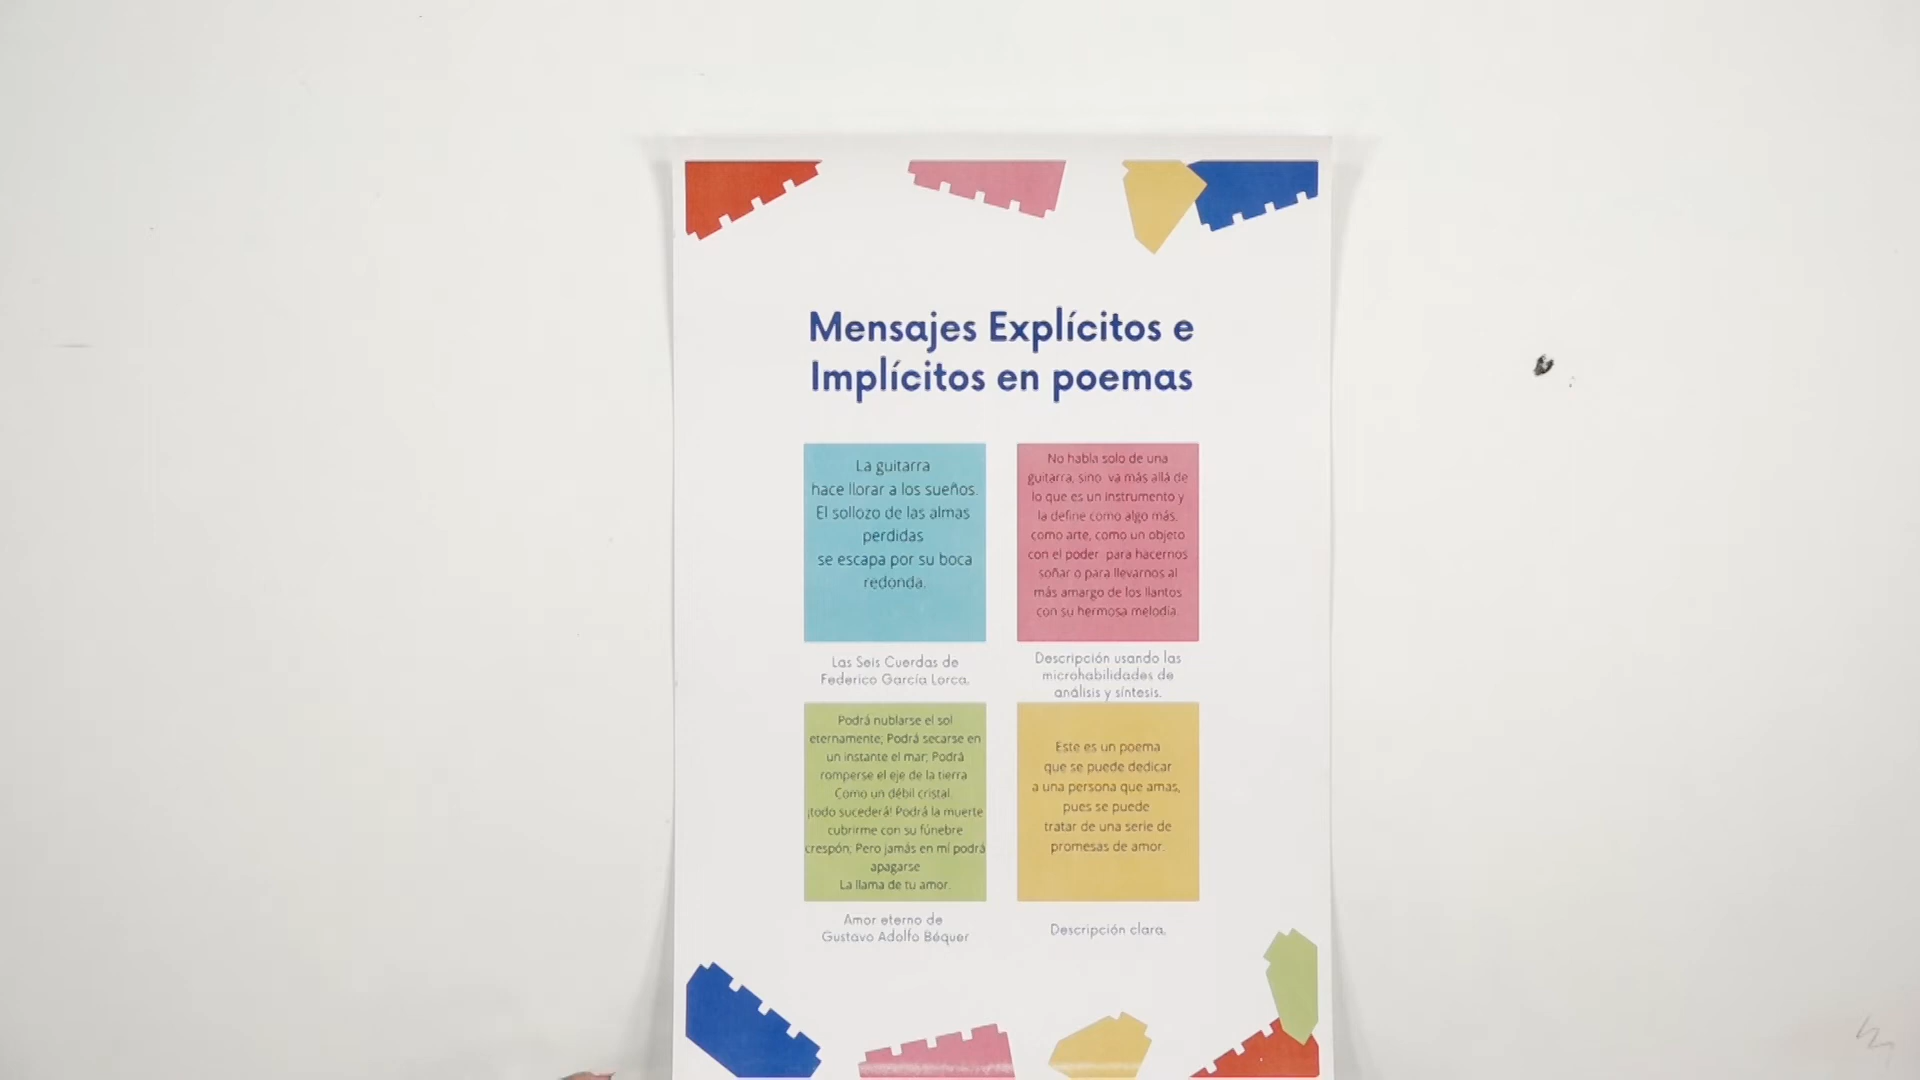 Mensajes Explícitos e
Implícitos en poemas
La guitarra
hace llorar a los sueños.
El sollozo de las almas
perdidas
se escapa por su boca
redonda.
Las Seis Cuerdas de
Federico García Lorca.
No habla solo de una
guitarra, sino va más allá de
lo que es un instrumento y
la define como algo más,
como arte, como un objeto
con el poder para hacernos
soñar o para llevarnos al
más amargo de los llantos
con su hermosa melodía.
Descripción usando las
microhabilidades de
análisis y síntesis.
Podrá nublarse el sol
eternamente; Podrá secarse en
un instante el mar; Podrá
romperse el eje de la tierra
Como un débil cristal.
¡todo sucederá! Podrá la muerte
cubrirme con su fúnebre
crespón; Pero jamás en mí podrá
apagarse
La llama de tu amor.
Amor eterno de
Gustavo Adolfo Béquer
Este es un poema
que se puede dedicar
a una persona que amas,
pues se puede
tratar de una serie de
promesas de amor.
Descripción clara.